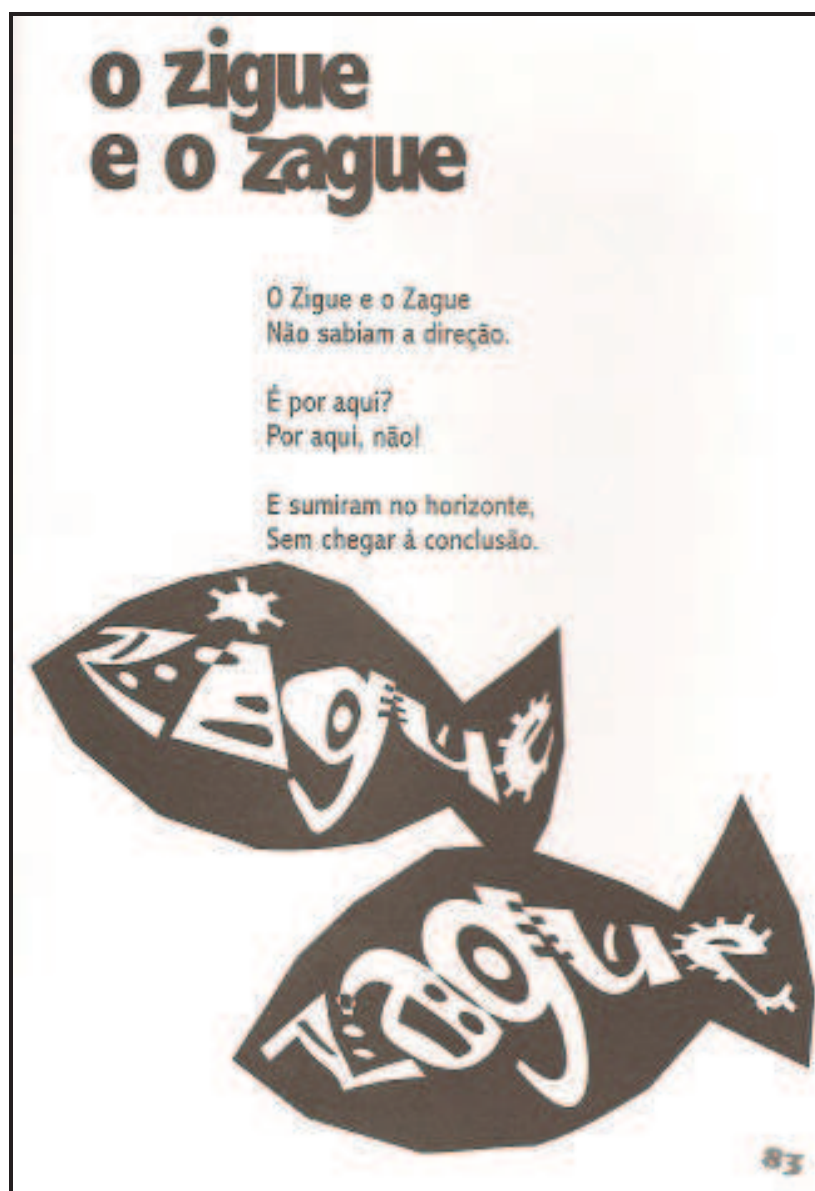 o zigue
e o zague
O Zigue e o Zague
Não sabiam a direção.
É por aqui?
Por aqui, não!
E sumiram no horizonte,
Sem chegar à conclusão.
Zigue
Zague
83